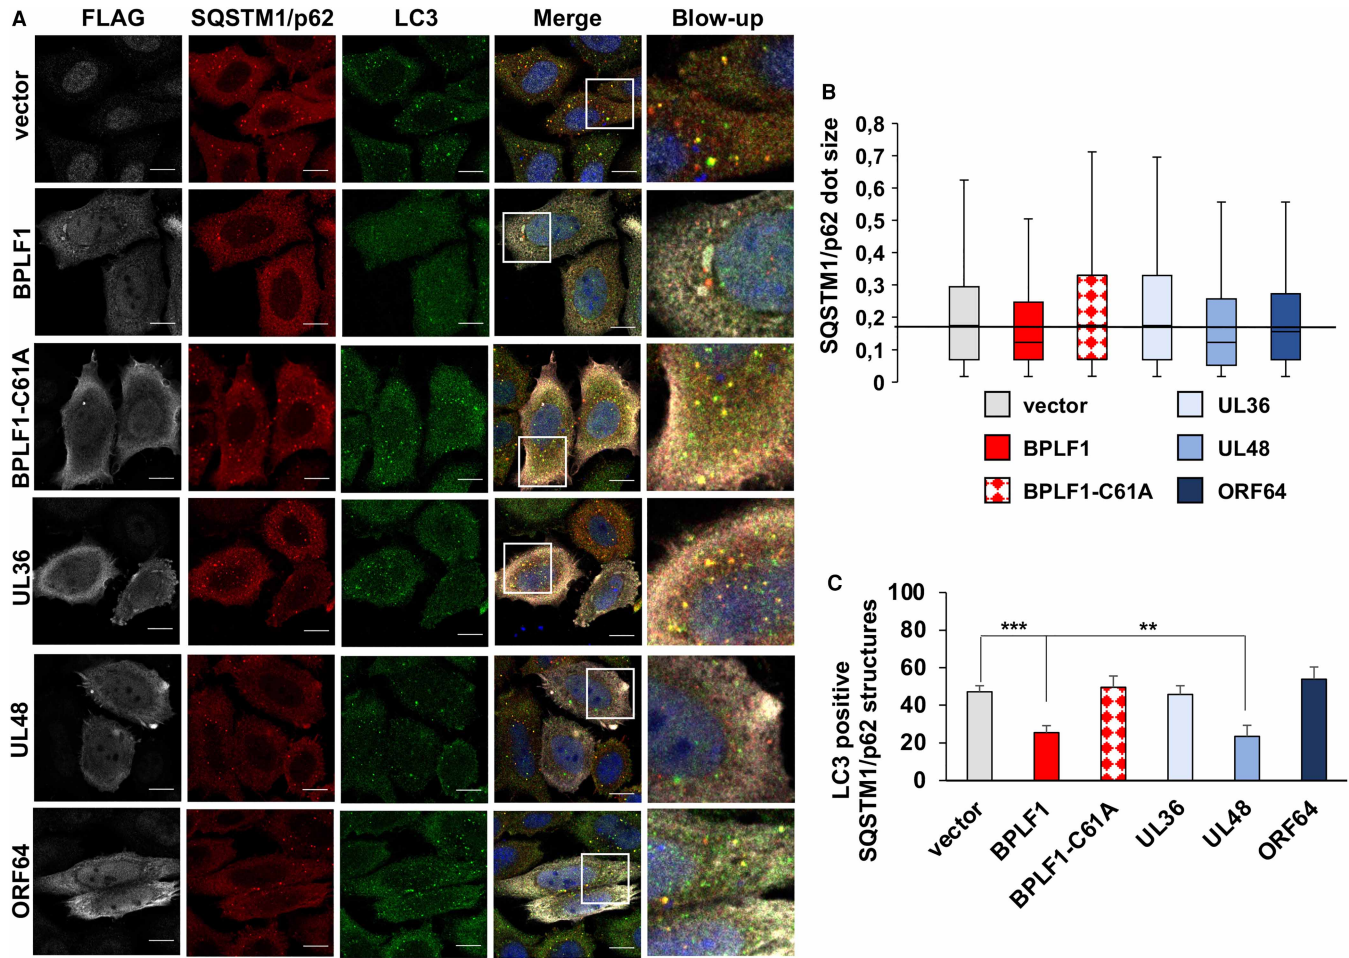 A
FLAG SQSTM1/p62 LC3 Merge Blow-up
vector
BPLF1
BPLF1-C61A
UL36
UL48
ORF64
B
SQSTM1/p62 dot size
0,8
0,7
0,6
0,5
0,4
0,3
0,2
0,1
0
vector UL36
BPLF1 UL48
BPLF1-C61A ORF64
C
LC3 positive
SQSTM1/p62 structures
100
80
60
40
20
0
*** **
vector BPLF1 BPLF1-C61A UL36 UL48 ORF64